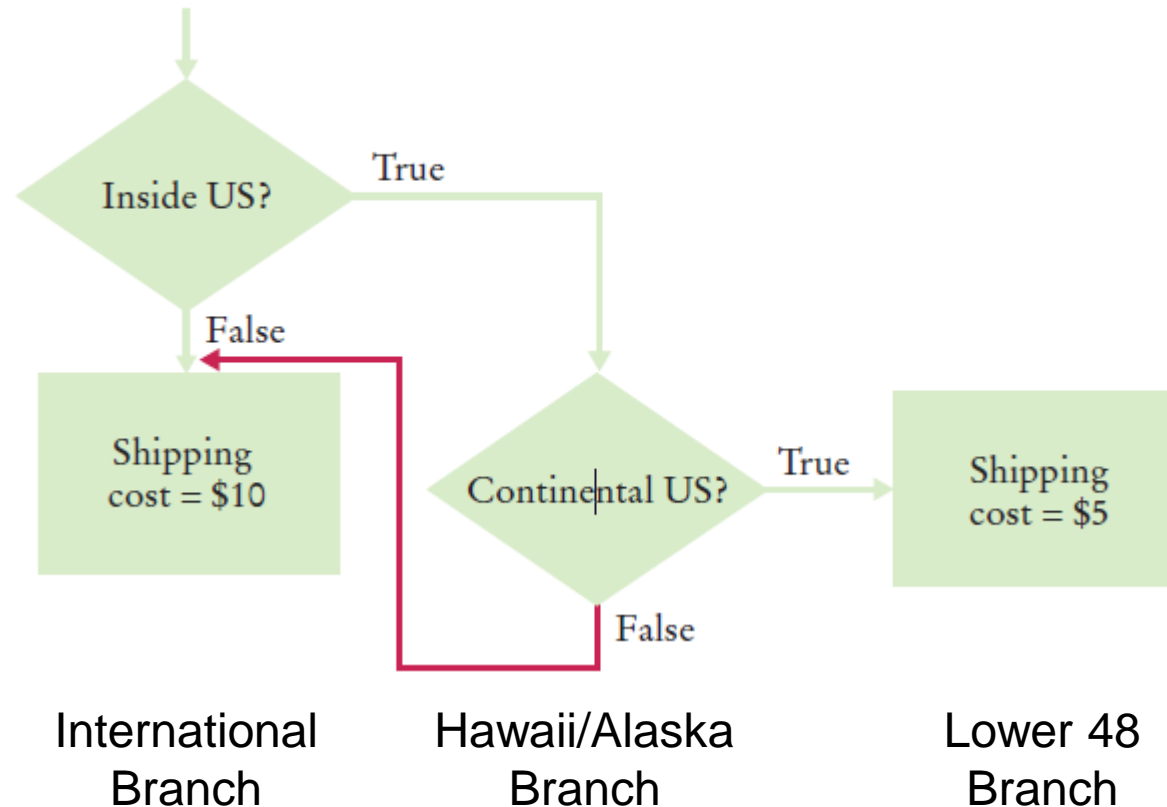 True
Inside US?
False
Shipping
cost = $10
Continental US?
True
Shipping
cost = $5
False
International
Branch
Hawaii/Alaska
Branch
Lower 48
Branch